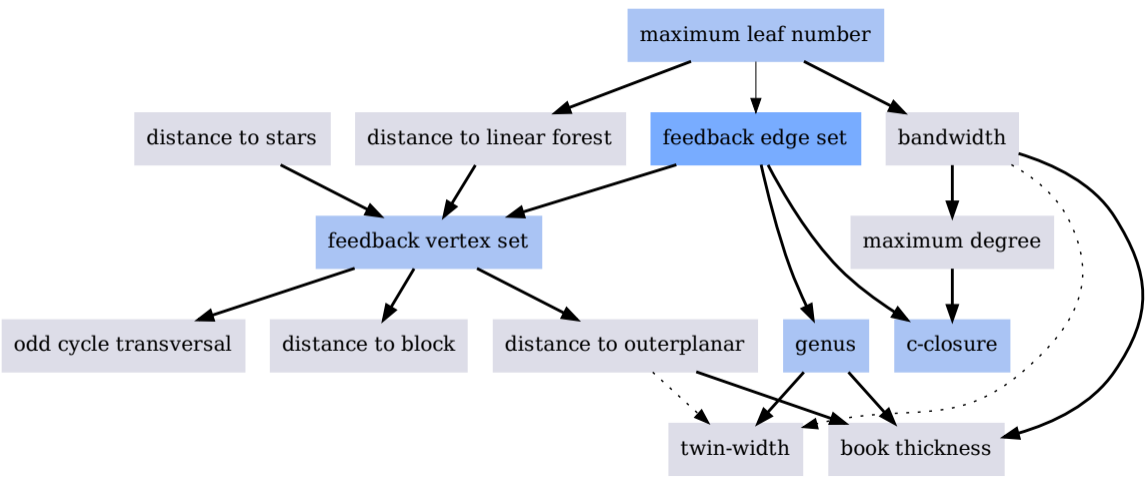 maximum leaf number
distance to stars
distance to linear forest
feedback edge set
bandwidth
feedback vertex set
maximum degree
odd cycle transversal
distance to block
distance to outerplanar
genus
c-closure
twin-width
book thickness